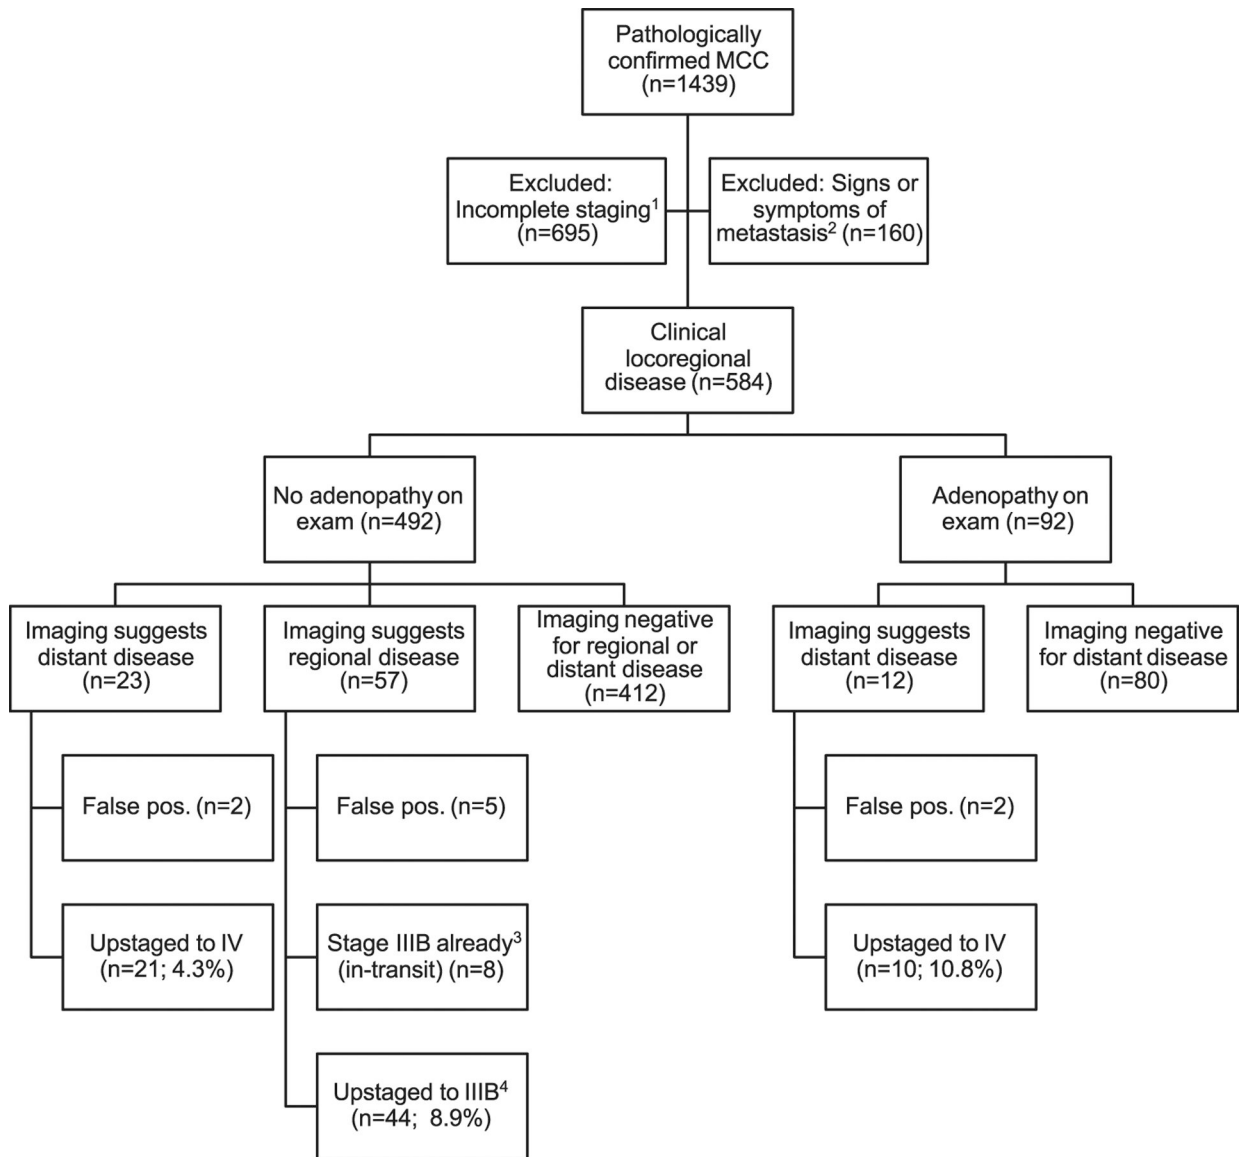 Pathologically
confirmed MCC
(n=1439)
Excluded:
Incomplete staging¹
(n=695)
Excluded: Signs or
symptoms of
metastasis² (n=160)
Clinical
locoregional
disease (n=584)
No adenopathy on
exam (n=492)
Adenopathy on
exam (n=92)
Imaging suggests
distant disease
(n=23)
Imaging suggests
regional disease
(n=57)
Imaging negative
for regional or
distant disease
(n=412)
Imaging suggests
distant disease
(n=12)
Imaging negative
for distant disease
(n=80)
False pos. (n=2)
False pos. (n=5)
False pos. (n=2)
Upstaged to IV
(n=21; 4.3%)
Stage IIIB already³
(in-transit) (n=8)
Upstaged to IV
(n=10; 10.8%)
Upstaged to IIIB⁴
(n=44; 8.9%)